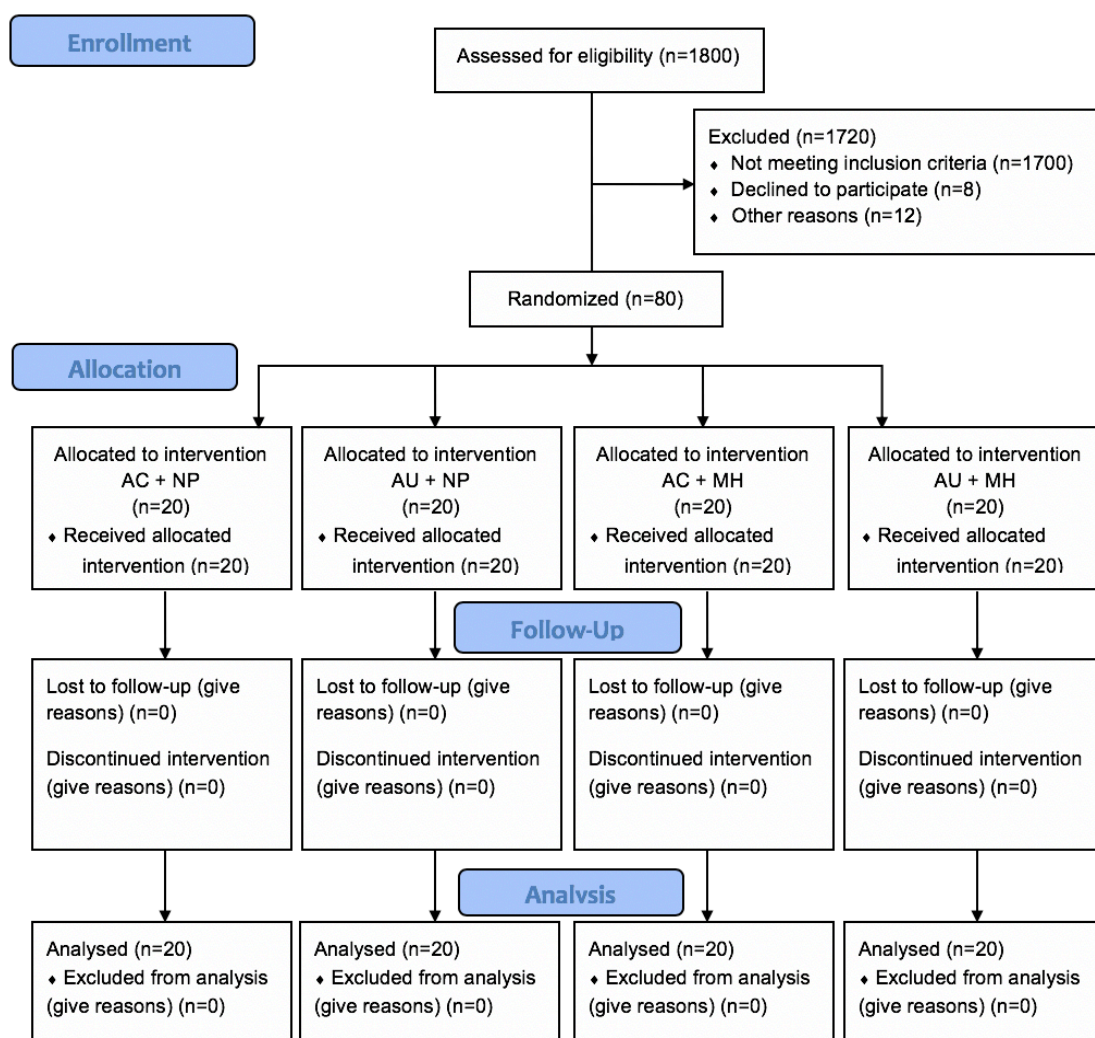 Enrollment
Assessed for eligibility (n=1800)
Excluded (n=1720)
♦ Not meeting inclusion criteria (n=1700)
♦ Declined to participate (n=8)
♦ Other reasons (n=12)
Randomized (n=80)
Allocation
Allocated to intervention
AC + NP
(n=20)
♦ Received allocated
intervention (n=20)
Allocated to intervention
AU + NP
(n=20)
♦ Received allocated
intervention (n=20)
Allocated to intervention
AC + MH
(n=20)
♦ Received allocated
intervention (n=20)
Allocated to intervention
AU + MH
(n=20)
♦ Received allocated
intervention (n=20)
Follow-Up
Lost to follow-up (give
reasons) (n=0)
Discontinued intervention
(give reasons) (n=0)
Lost to follow-up (give
reasons) (n=0)
Discontinued intervention
(give reasons) (n=0)
Lost to follow-up (give
reasons) (n=0)
Discontinued intervention
(give reasons) (n=0)
Lost to follow-up (give
reasons) (n=0)
Discontinued intervention
(give reasons) (n=0)
Analysis
Analysed (n=20)
♦ Excluded from analysis
(give reasons) (n=0)
Analysed (n=20)
♦ Excluded from analysis
(give reasons) (n=0)
Analysed (n=20)
♦ Excluded from analysis
(give reasons) (n=0)
Analysed (n=20)
♦ Excluded from analysis
(give reasons) (n=0)